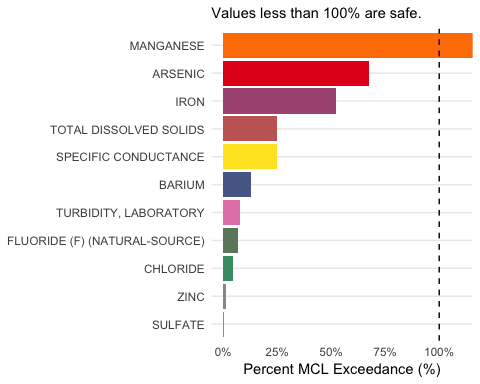 Values less than 100% are safe.
MANGANESE
ARSENIC
IRON
TOTAL DISSOLVED SOLIDS
SPECIFIC CONDUCTANCE
BARIUM
TURBIDITY, LABORATORY
FLUORIDE (F) (NATURAL-SOURCE)
CHLORIDE
ZINC
SULFATE
0% 25% 50% 75% 100%
Percent MCL Exceedance (%)